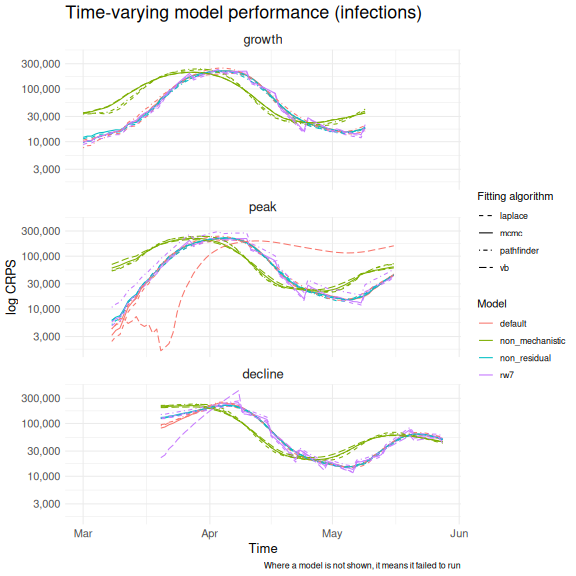 Time-varying model performance (infections)
growth
300,000
100,000
30,000
10,000
3,000
peak
300,000
100,000
30,000
10,000
3,000
decline
300,000
100,000
30,000
10,000
3,000
log CRPS
Mar
Apr
May
Jun
Time
Where a model is not shown, it means it failed to run
Fitting algorithm
laplace
mcmc
pathfinder
vb
Model
default
non_mechanistic
non_residual
rw7